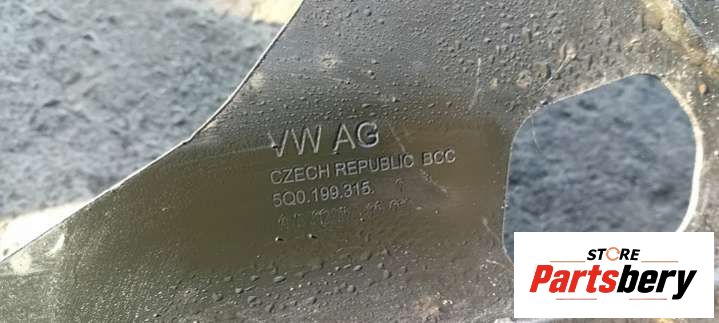 VW AG
CZECH REPUBLIC BCC
5Q0.199.315.
STORE
Partsbery